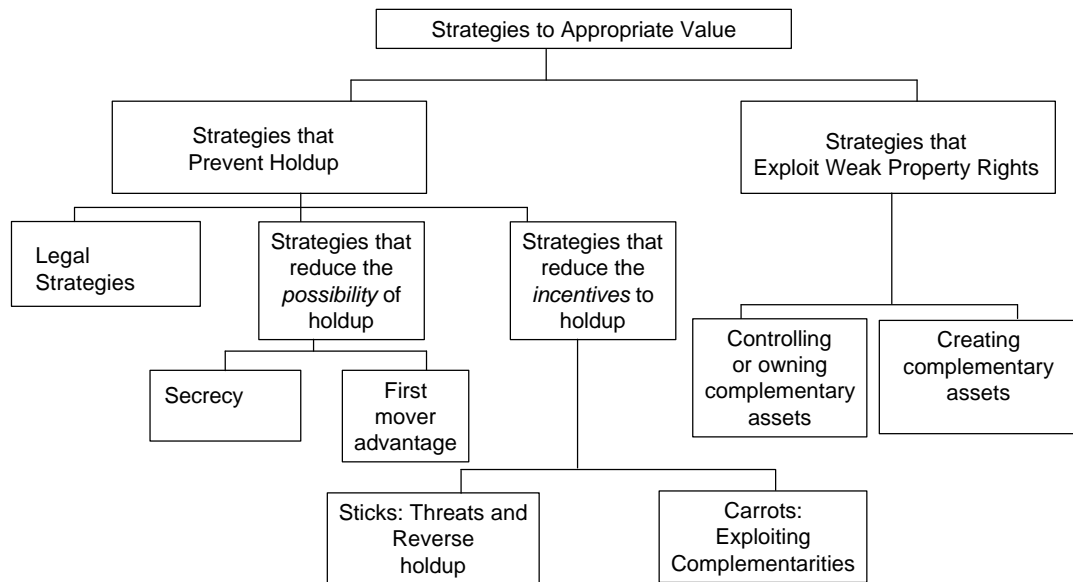 Strategies to Appropriate Value
Strategies that
Prevent Holdup
Strategies that
Exploit Weak Property Rights
Legal
Strategies
Strategies that
reduce the
possibility of
holdup
Strategies that
reduce the
incentives to
holdup
Controlling
or owning
complementary
assets
Creating
complementary
assets
Secrecy
First
mover
advantage
Sticks: Threats and
Reverse
holdup
Carrots:
Exploiting
Complementarities